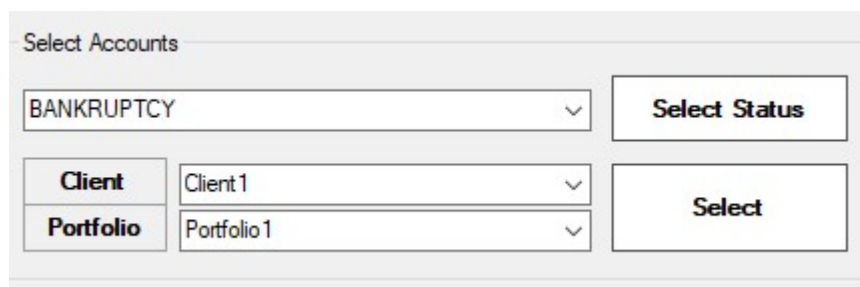 Select Accounts
BANKRUPTCY
Select Status
Client
Client1
Select
Portfolio
Portfolio1